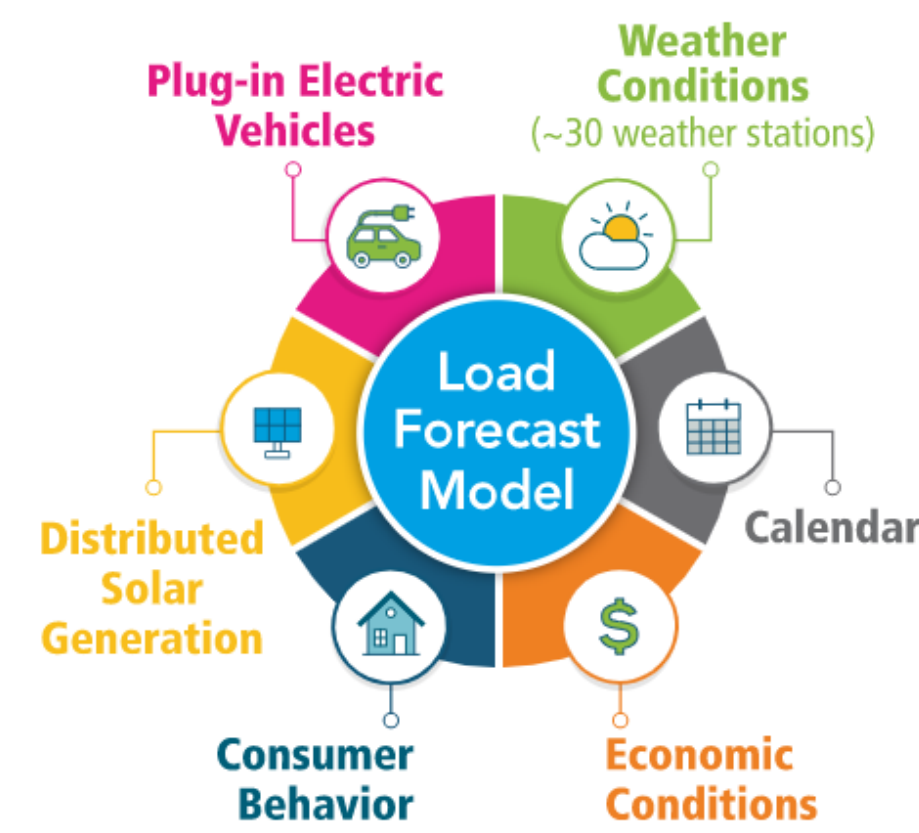 Plug-in Electric
Vehicles
Weather
Conditions
(~30 weather stations)
Load
Forecast
Model
Distributed
Solar
Generation
Calendar
Consumer
Behavior
Economic
Conditions
$